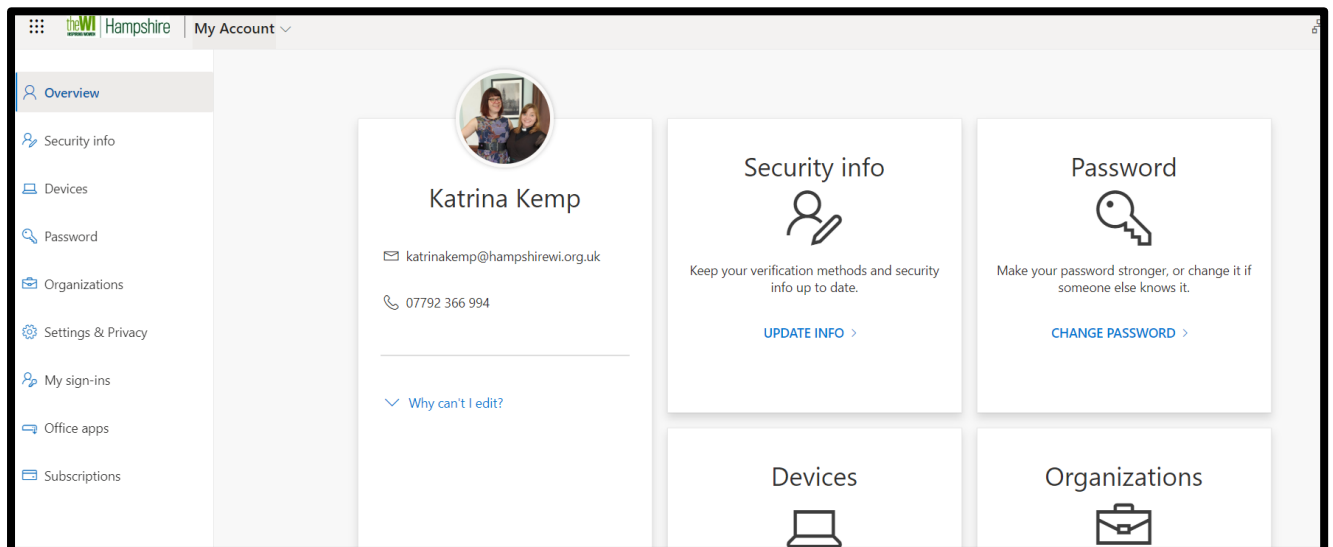 theWI
INSPIRING WOMEN
Hampshire
My Account
Overview
Security info
Devices
Password
Organizations
Settings & Privacy
My sign-ins
Office apps
Subscriptions
Katrina Kemp
katrinakemp@hampshirewi.org.uk
07792 366 994
Why can't I edit?
Security info
Keep your verification methods and security
info up to date.
UPDATE INFO
Password
Make your password stronger, or change it if
someone else knows it.
CHANGE PASSWORD
Devices
Organizations